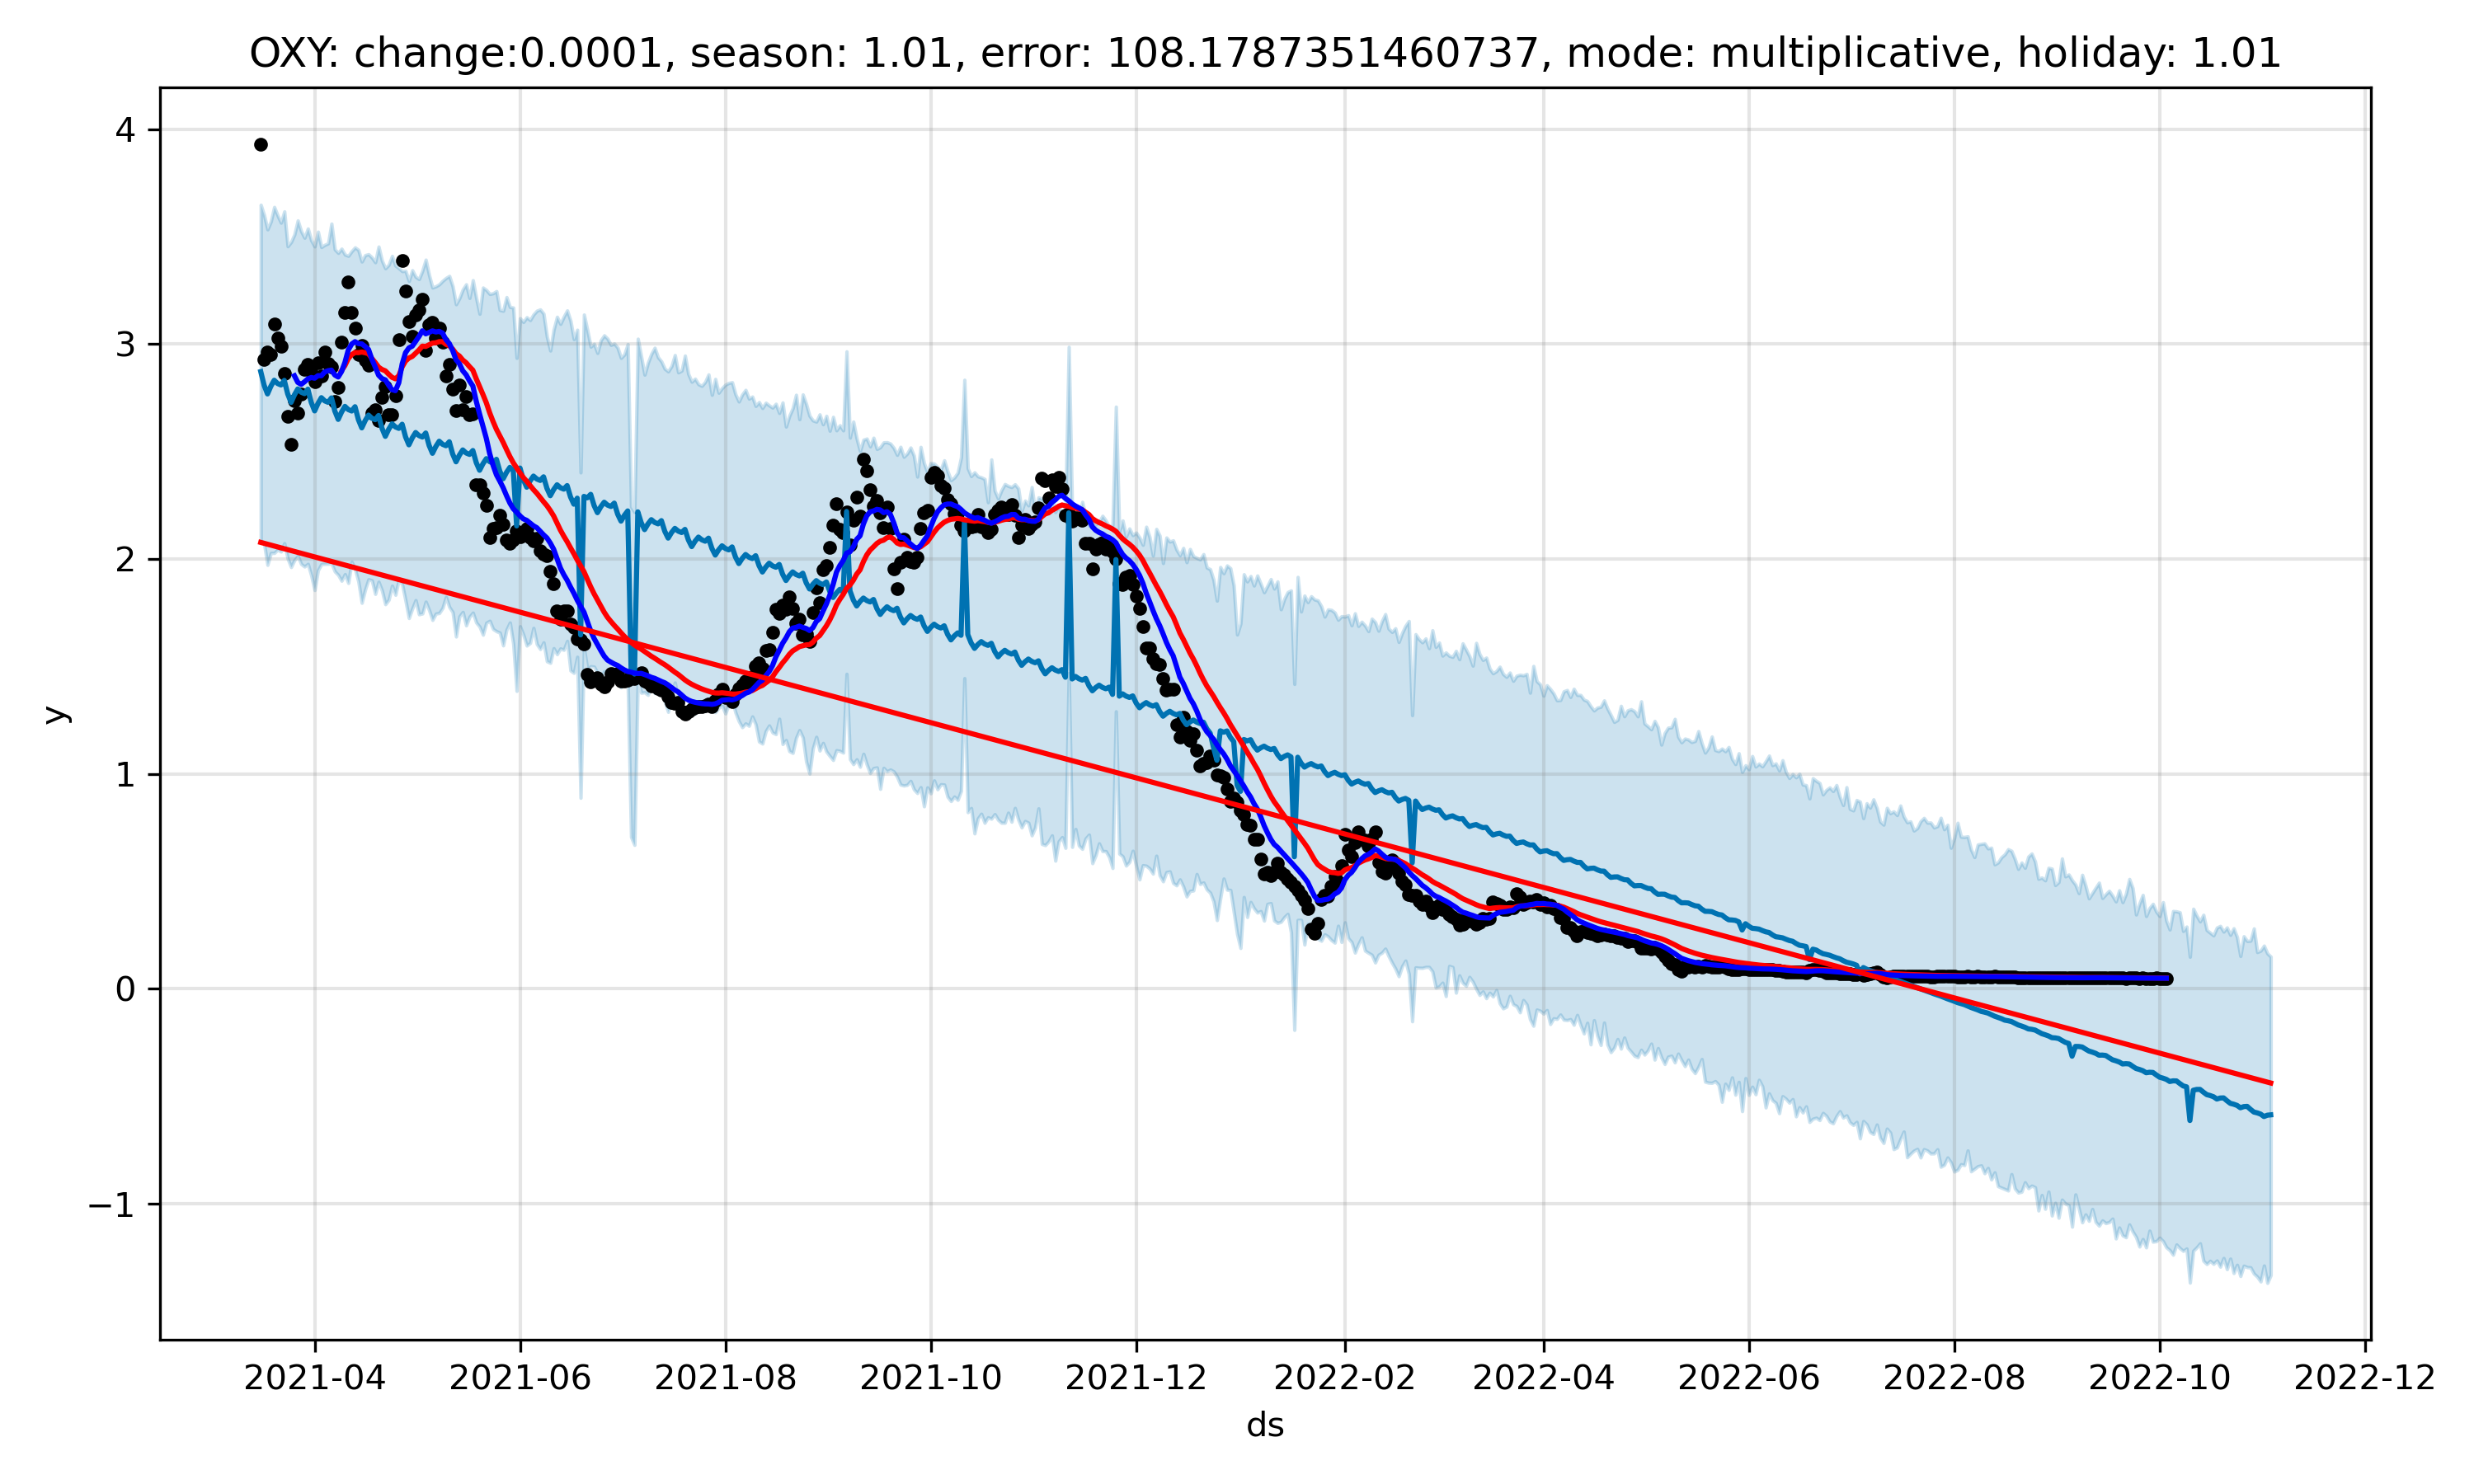 OXY: change:0.0001, season: 1.01, error: 108.1787351460737, mode: multiplicative, holiday: 1.01
4
3
2
1
0
−1
y
2021-04 2021-06 2021-08 2021-10 2021-12 2022-02 2022-04 2022-06 2022-08 2022-10 2022-12
ds